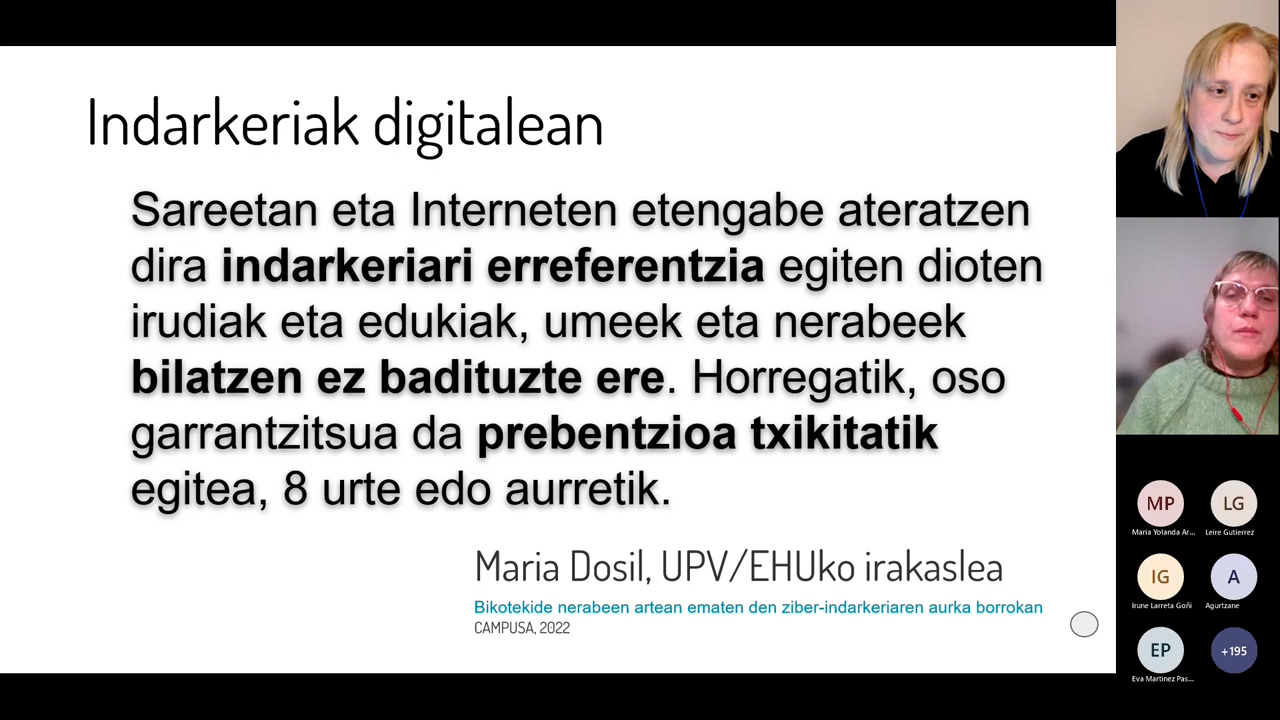 Indarkeriak digitalean
Sareetan eta Interneten etengabe ateratzen
dira indarkeriari erreferentzia egiten dioten
irudiak eta edukiak, umeek eta nerabeek
bilatzen ez badituzte ere. Horregatik, oso
garrantzitsua da prebentzioa txikitatik
egitea, 8 urte edo aurretik.
Maria Dosil, UPV/EHUko irakaslea
Bikotekide nerabeen artean ematen den ziber-indarkeriaren aurka borrokan
CAMPUSA, 2022
MP
LG
Maria Yolanda Ar...
Leire Gutierrez
IG
A
Irune Larreta Goñi
Agurtzane
EP
+195
Eva Martinez Pas...